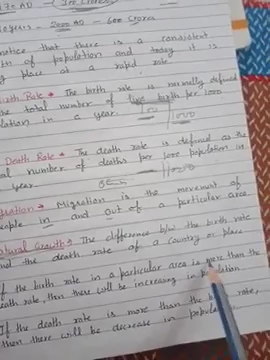 170 AD
2000 AD - 600 Crores
notice that there is a consistent
of population and today it is
place at a rapid rate.
Birth Rate → The birth rate is normally defined
the total number of live birth per 1000
in a year.
100
1000
Death Rate → The death rate is defined as the
number of deaths per 1000 population in
year.
1000
Migration → Migration is the movement of
people in and out of a particular area.
Natural Growth → The difference b/w the birth rate
and the death rate of a country or place
If the birth rate in a particular area is more than the
death rate, then there will be increasing in population
If the death rate is more than the birth rate,
then there will be decrease in population